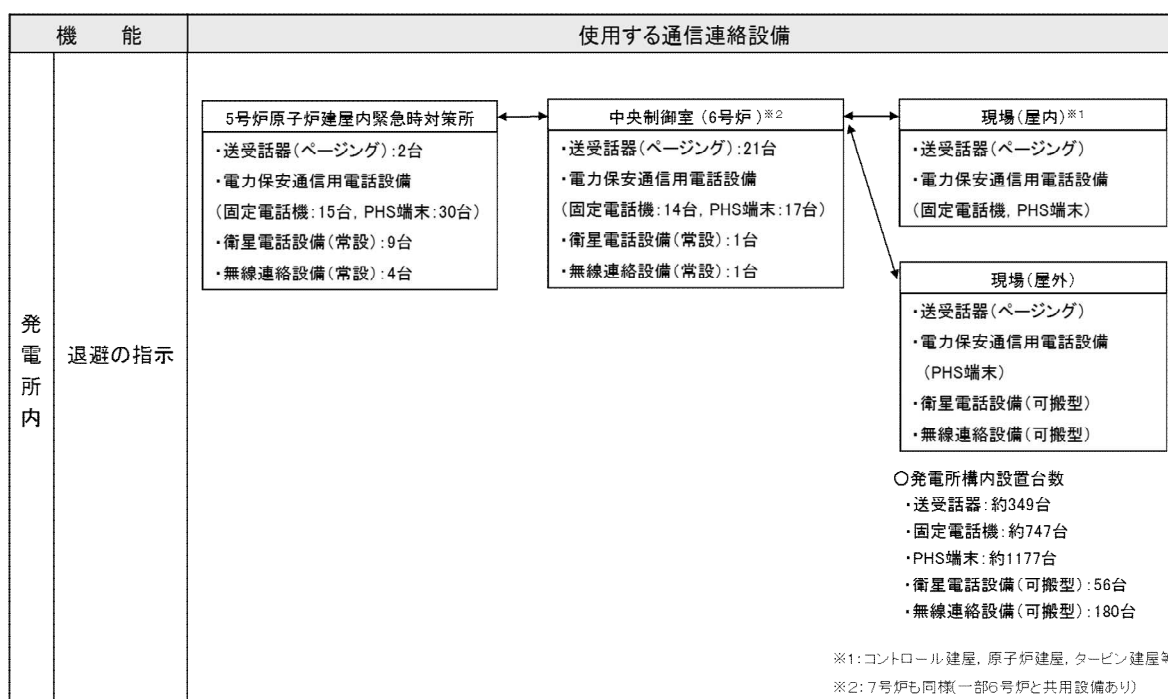 機　能
使用する通信連絡設備
発電所内
退避の指示
5号炉原子炉建屋内緊急時対策所
・送受話器(ページング):2台
・電力保安通信用電話設備
(固定電話機:15台, PHS端末:30台)
・衛星電話設備(常設):9台
・無線連絡設備(常設):4台
中央制御室 (6号炉)※2
・送受話器(ページング):21台
・電力保安通信用電話設備
(固定電話機:14台, PHS端末:17台)
・衛星電話設備(常設):1台
・無線連絡設備(常設):1台
現場(屋内)※1
・送受話器(ページング)
・電力保安通信用電話設備
(固定電話機, PHS端末)
現場(屋外)
・送受話器(ページング)
・電力保安通信用電話設備
(PHS端末)
・衛星電話設備(可搬型)
・無線連絡設備(可搬型)
○発電所構内設置台数
・送受話器:約349台
・固定電話機:約747台
・PHS端末:約1177台
・衛星電話設備(可搬型):56台
・無線連絡設備(可搬型):180台
※1:コントロール建屋, 原子炉建屋, タービン建屋等
※2:7号炉も同様(一部6号炉と共用設備あり)